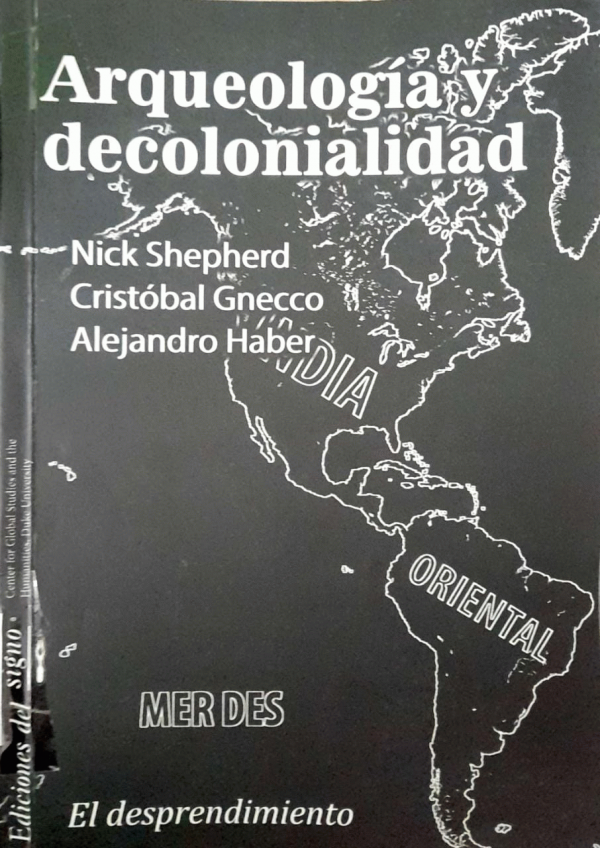 Arqueología y
decolonialidad
Nick Shepherd
Cristóbal Gnecco
Alejandro Haber
INDIA
ORIENTAL
MER DES
El desprendimiento
Center for Global Studies and the
Humanities, Duke University
Ediciones del signo